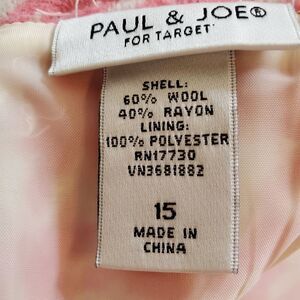 PAUL & JOE®
FOR TARGET
SHELL:
60% WOOL
40% RAYON
LINING:
100% POLYESTER
RN17730
VN3681882
15
MADE IN
CHINA